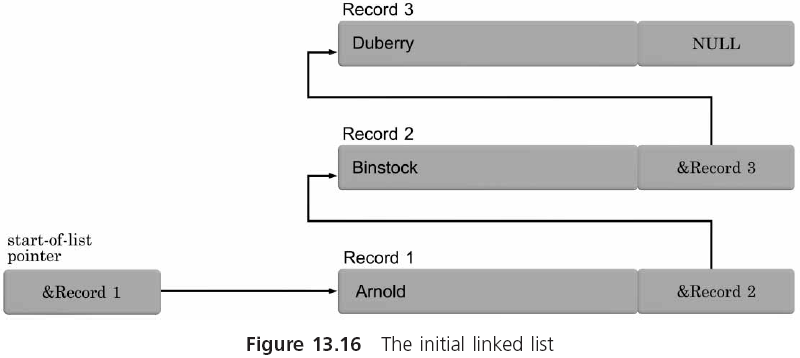 Record 3
Duberry NULL
Record 2
Binstock &Record 3
start-of-list
pointer
&Record 1
Record 1
Arnold &Record 2
Figure 13.16 The initial linked list